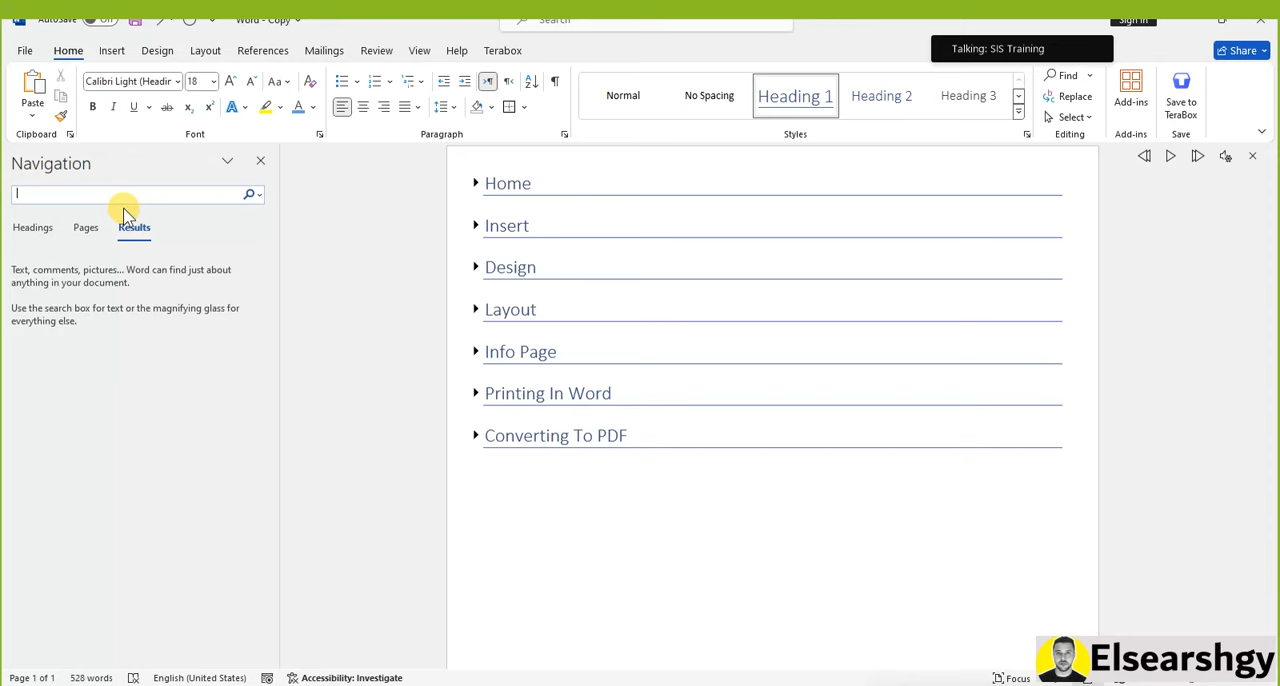 AutoSave Off Word - Copy Search Sign in
File Home Insert Design Layout References Mailings Review View Help Terabox
Talking: SIS Training
Share
Paste
Calibri Light (Headir 18
Normal No Spacing Heading 1 Heading 2 Heading 3
Find
Replace
Select
Add-ins
Save to
TeraBox
Clipboard Font Paragraph Styles Editing Add-ins Save
Navigation
Headings Pages Results
Text, comments, pictures... Word can find just about
anything in your document.
Use the search box for text or the magnifying glass for
everything else.
Home
Insert
Design
Layout
Info Page
Printing In Word
Converting To PDF
Elsearshgy
Page 1 of 1 528 words English (United States) Accessibility: Investigate Focus